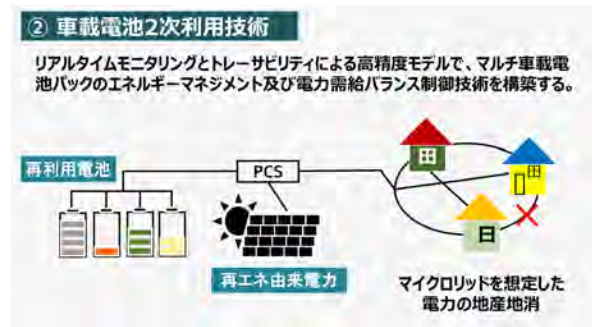 ② 車載電池2次利用技術
リアルタイムモニタリングとトレーサビリティによる高精度モデルで、マルチ車載電
池パックのエネルギーマネジメント及び電力需給バランス制御技術を構築する。
再利用電池
PCS
再エネ由来電力
マイクロリッドを想定した
電力の地産地消